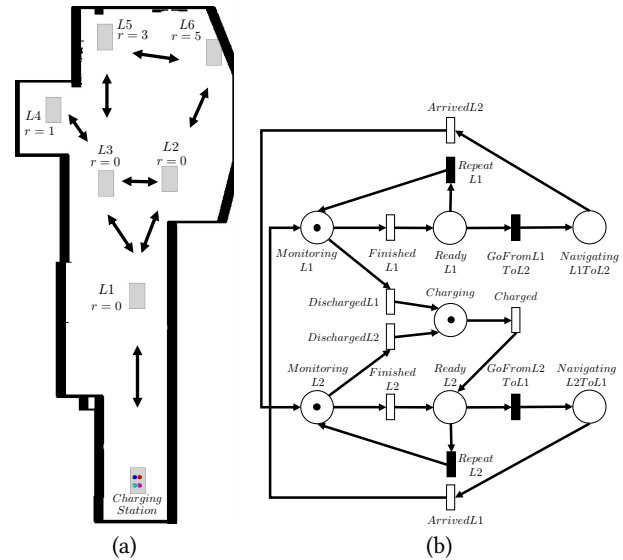 L5
r = 3
L6
r = 5
L4
r = 1
L3
r = 0
L2
r = 0
L1
r = 0
Charging
Station
(a)
ArrivedL2
Repeat
L1
Monitoring
L1
Finished
L1
Ready
L1
GoFromL1
ToL2
Navigating
L1ToL2
DischargedL1
Charging
Charged
DischargedL2
Monitoring
L2
Finished
L2
Ready
L2
GoFromL2
ToL1
Navigating
L2ToL1
Repeat
L2
ArrivedL1
(b)